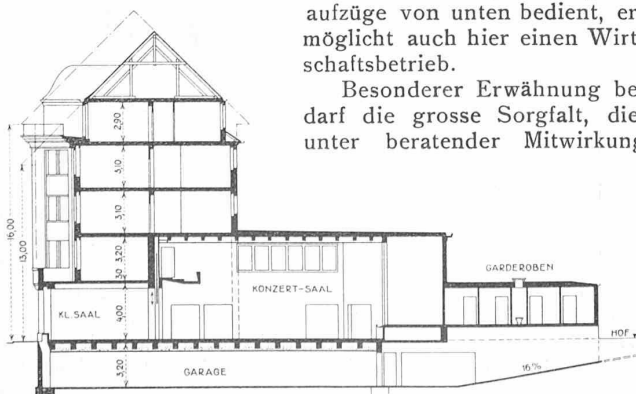 aufzüge von unten bedient, er
möglicht auch hier einen Wirt
schaftsbetrieb.
Besonderer Erwähnung be
darf die grosse Sorgfalt, die
unter beratender Mitwirkung
2,90
3,10
3,10
3,20
30
4,00
3,20
16,00
13,00
KL. SAAL
KONZERT-SAAL
GARDEROBEN
HOF
GARAGE
16%